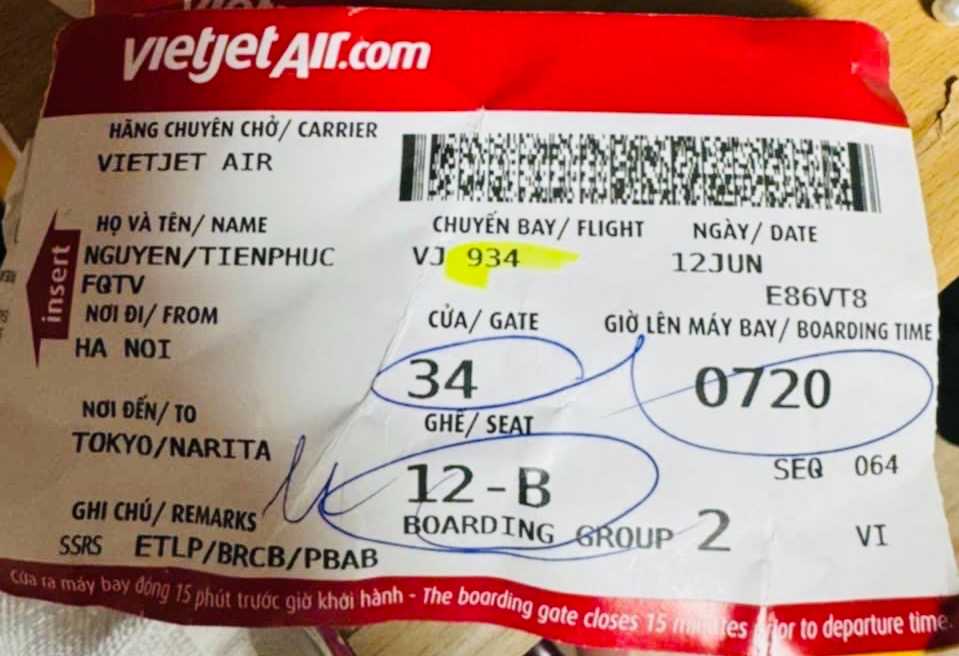 vietjetAir.com
HÃNG CHUYÊN CHỞ/ CARRIER
VIETJET AIR
HỌ VÀ TÊN/ NAME
NGUYEN/TIENPHUC
FQTV
CHUYẾN BAY/ FLIGHT
VJ 934
NGÀY/ DATE
12JUN
E86VT8
insert
NƠI ĐI/ FROM
HA NOI
CỬA/ GATE
34
GIỜ LÊN MÁY BAY/ BOARDING TIME
0720
NƠI ĐẾN/ TO
TOKYO/NARITA
GHẾ/ SEAT
12-B
SEQ 064
GHI CHÚ/ REMARKS
SSRS ETLP/BRCB/PBAB
BOARDING GROUP 2
VI
Cửa ra máy bay đóng 15 phút trước giờ khởi hành - The boarding gate closes 15 minutes prior to departure time.